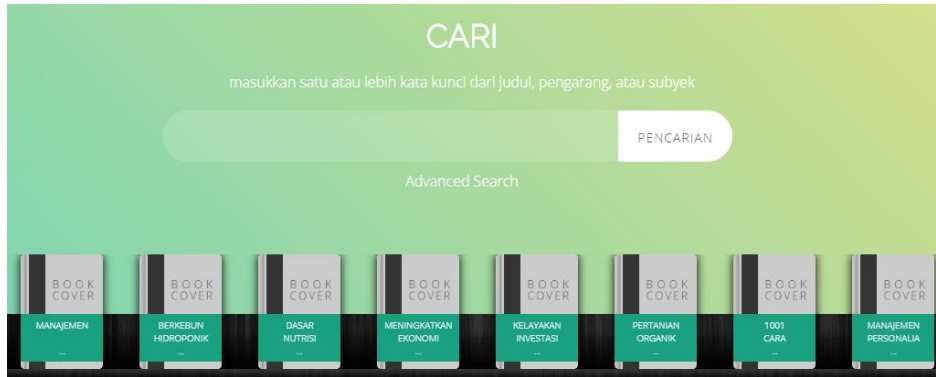 CARI
masukkan satu atau lebih kata kunci dari judul, pengarang, atau subyek
PENCARIAN
Advanced Search
BOOK
COVER
MANAJEMEN
...
BOOK
COVER
BERKEBUN
HIDROPONIK
...
BOOK
COVER
DASAR
NUTRISI
...
BOOK
COVER
MENINGKATKAN
EKONOMI
...
BOOK
COVER
KELAYAKAN
INVESTASI
...
BOOK
COVER
PERTANIAN
ORGANIK
...
BOOK
COVER
1001
CARA
...
BOOK
COVER
MANAJEMEN
PERSONALIA
...